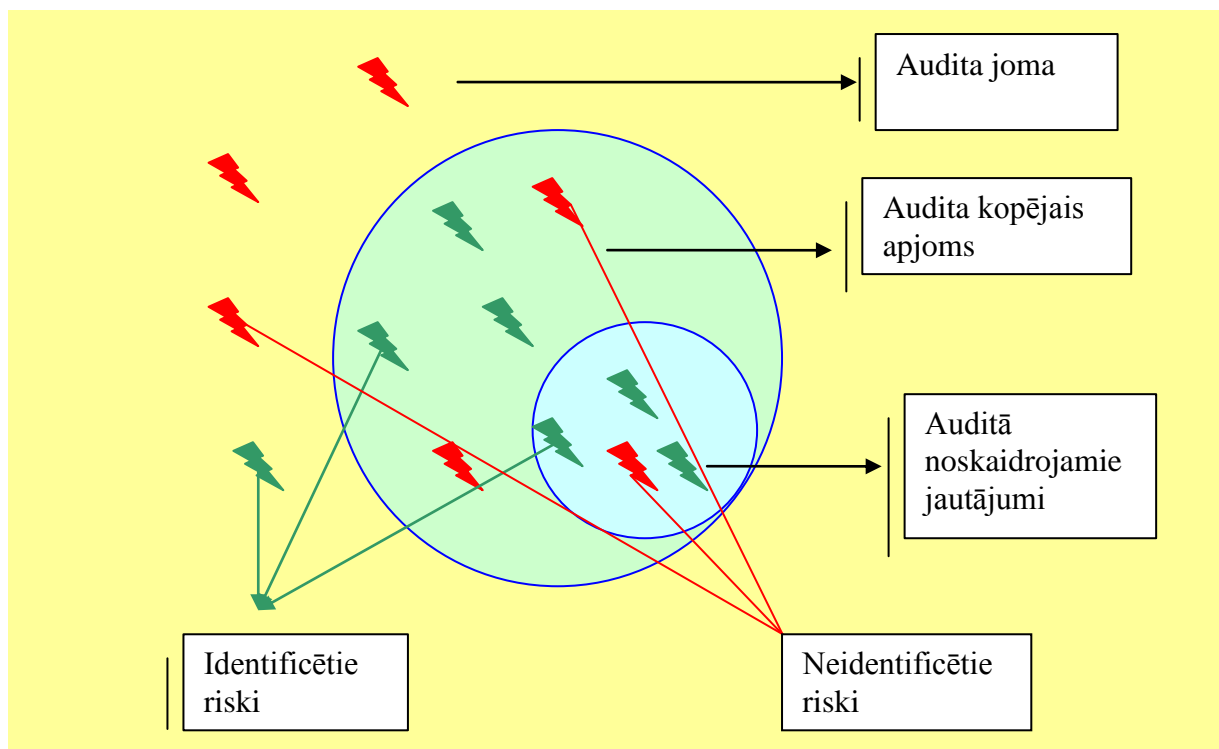 Audita joma
Audita kopējais
apjoms
Auditā
noskaidrojamie
jautājumi
Identificētie
riski
Neidentificētie
riski